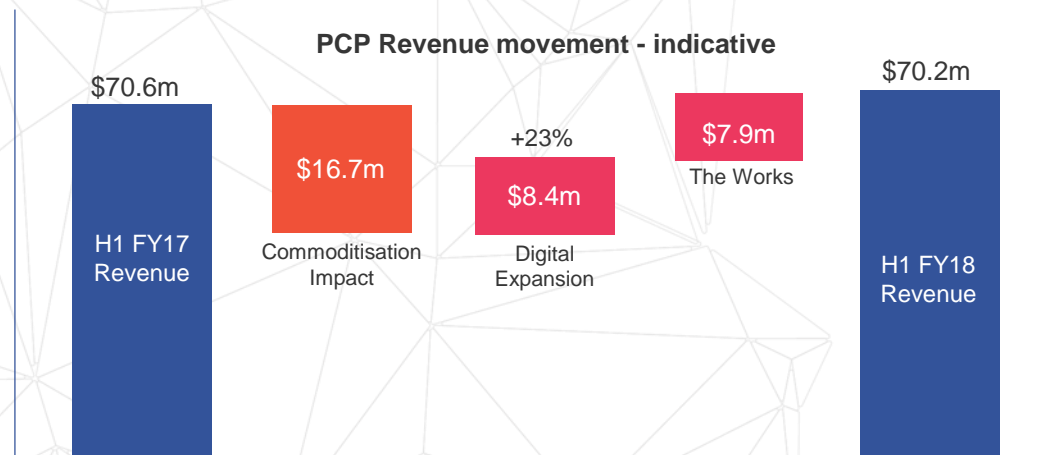 PCP Revenue movement - indicative
$70.6m
H1 FY17
Revenue
$16.7m
Commoditisation
Impact
+23%
$8.4m
Digital
Expansion
$7.9m
The Works
$70.2m
H1 FY18
Revenue